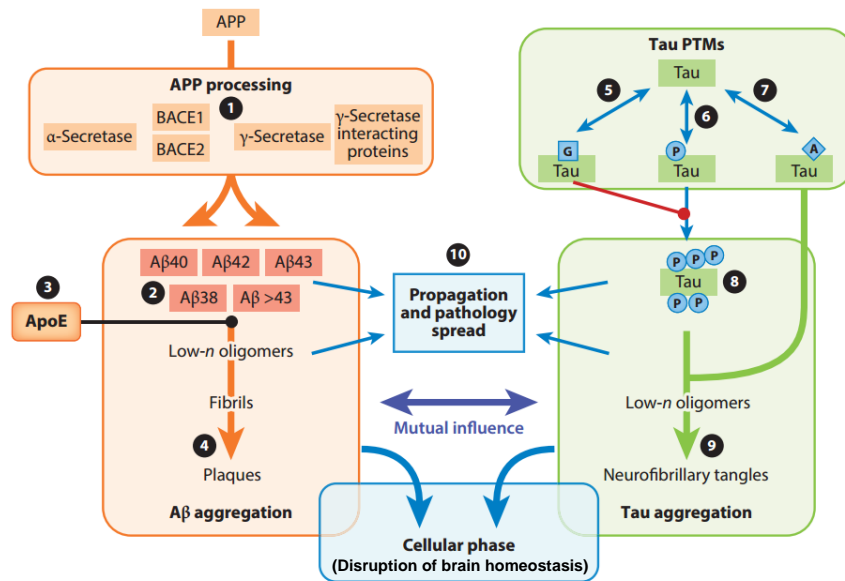 APP
APP processing
1
α-Secretase
BACE1
BACE2
γ-Secretase
γ-Secretase
interacting
proteins
Tau PTMs
Tau
5
6
7
G
Tau
P
Tau
A
Tau
Aβ40
Aβ42
Aβ43
2
Aβ38
Aβ >43
3
ApoE
Low-n oligomers
Fibrils
4
Plaques
Aβ aggregation
10
Propagation
and pathology
spread
Mutual influence
P
P
P
Tau
8
P
P
Low-n oligomers
9
Neurofibrillary tangles
Tau aggregation
Cellular phase
(Disruption of brain homeostasis)